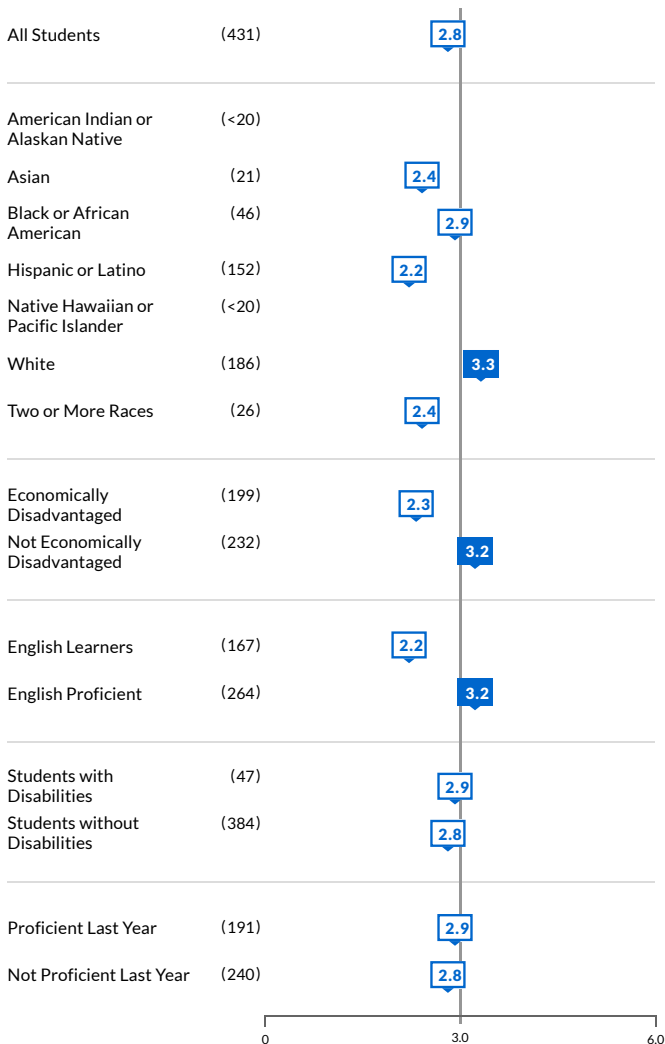 All Students (431) 2.8
American Indian or (<20)
Alaskan Native
Asian (21) 2.4
Black or African (46) 2.9
American
Hispanic or Latino (152) 2.2
Native Hawaiian or (<20)
Pacific Islander
White (186) 3.3
Two or More Races (26) 2.4
Economically (199) 2.3
Disadvantaged
Not Economically (232) 3.2
Disadvantaged
English Learners (167) 2.2
English Proficient (264) 3.2
Students with (47) 2.9
Disabilities
Students without (384) 2.8
Disabilities
Proficient Last Year (191) 2.9
Not Proficient Last Year (240) 2.8
0 3.0 6.0